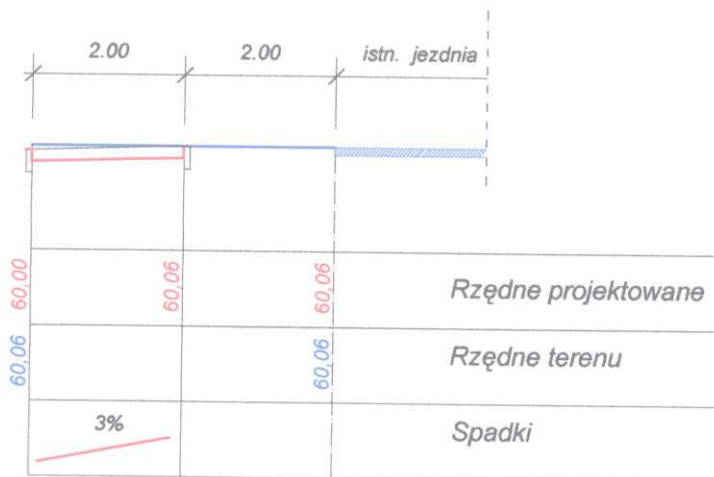 2.00 2.00 istn. jezdnia
60,00 60,06 60,06 Rzędne projektowane
60,06 60,06 Rzędne terenu
3% Spadki